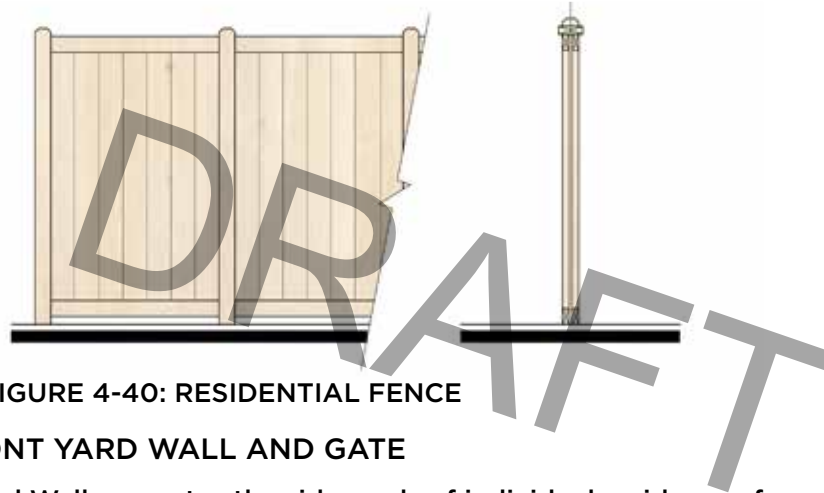 DRAFT
IGURE 4-40: RESIDENTIAL FENCE
ONT YARD WALL AND GATE